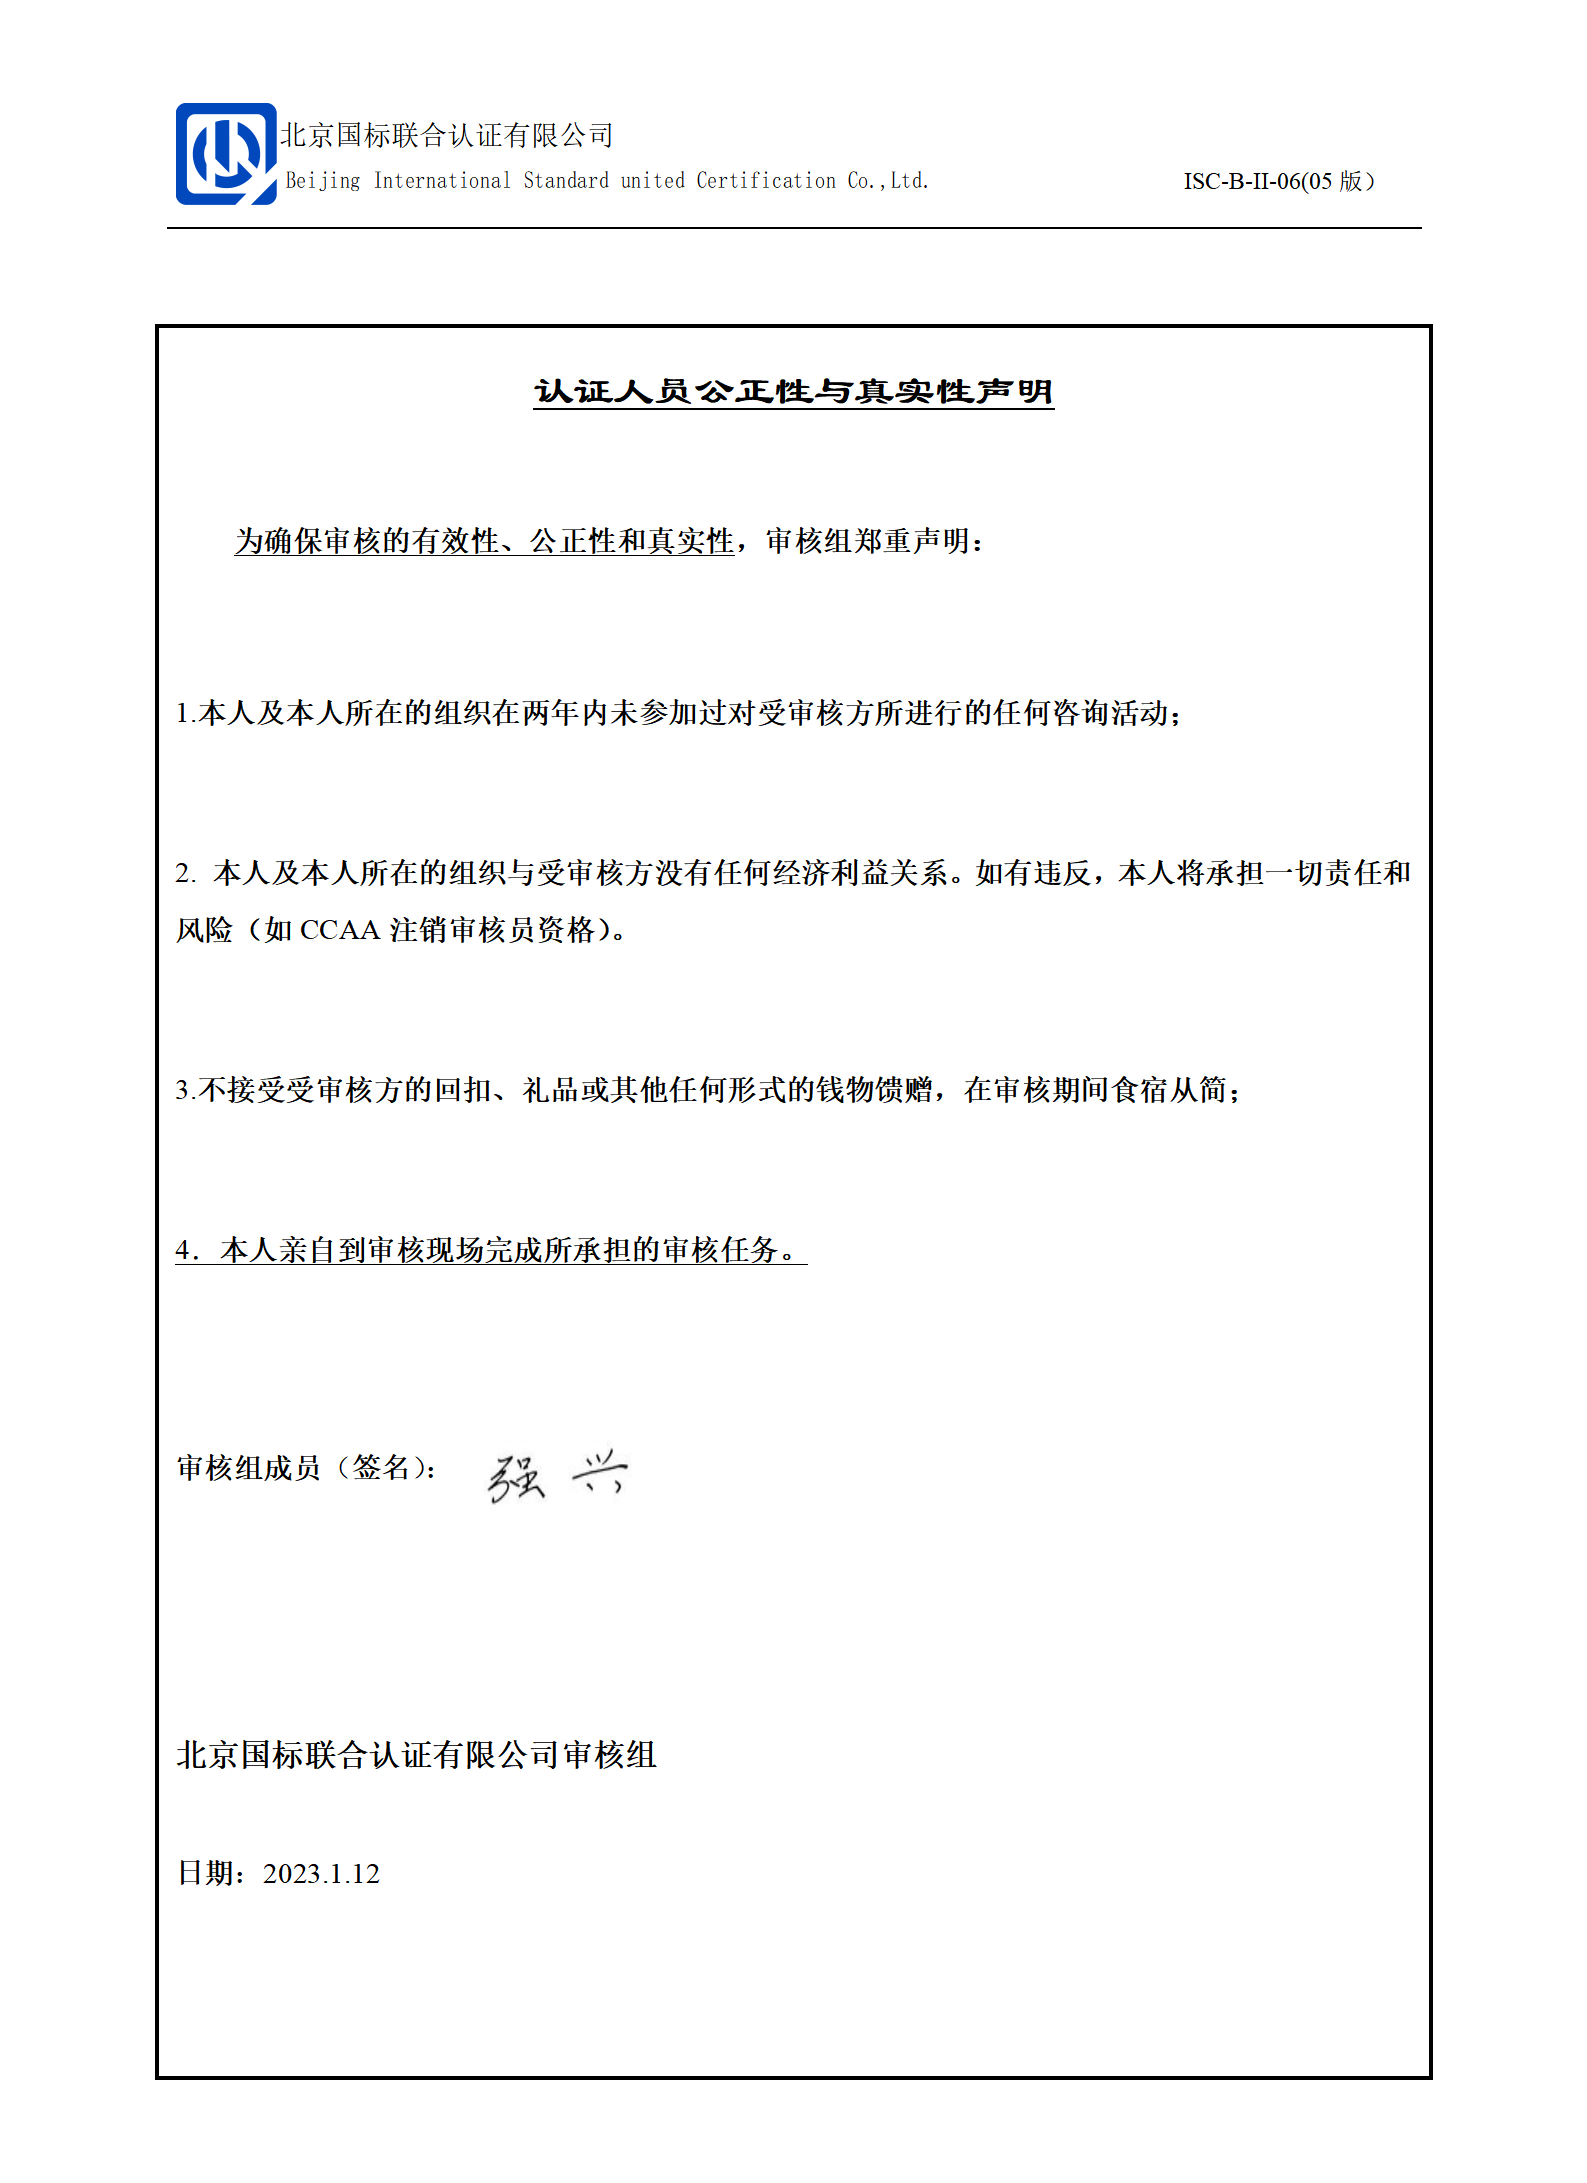 北京国标联合认证有限公司
Beijing International Standard united Certification Co.,Ltd. ISC-B-II-06(05 版）
认证人员公正性与真实性声明
为确保审核的有效性、公正性和真实性，审核组郑重声明：
1.本人及本人所在的组织在两年内未参加过对受审核方所进行的任何咨询活动；
2. 本人及本人所在的组织与受审核方没有任何经济利益关系。如有违反，本人将承担一切责任和
风险（如 CCAA 注销审核员资格）。
3.不接受受审核方的回扣、礼品或其他任何形式的钱物馈赠，在审核期间食宿从简；
4．本人亲自到审核现场完成所承担的审核任务。
审核组成员（签名）： 强 兴
北京国标联合认证有限公司审核组
日期：2023.1.12